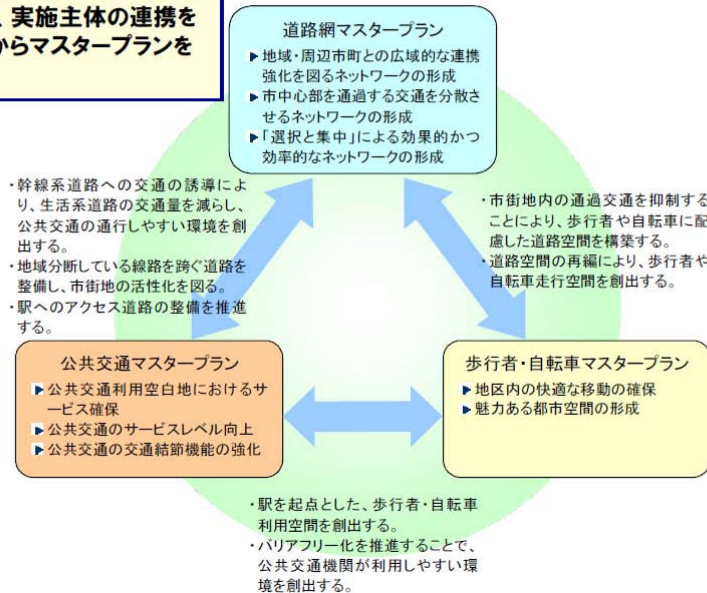 、実施主体の連携を
からマスタープランを
道路網マスタープラン
地域・周辺市町との広域的な連携
強化を図るネットワークの形成
市中心部を通過する交通を分散さ
せるネットワークの形成
「選択と集中」による効果的かつ
効率的なネットワークの形成
・幹線系道路への交通の誘導によ
り、生活系道路の交通量を減らし、
公共交通の通行しやすい環境を創
出する。
・地域分断している線路を跨ぐ道路を
整備し、市街地の活性化を図る。
・駅へのアクセス道路の整備を推進
する。
・市街地内の通過交通を抑制する
ことにより、歩行者や自転車に配
慮した道路空間を構築する。
・道路空間の再編により、歩行者や
自転車走行空間を創出する。
公共交通マスタープラン
公共交通利用空白地におけるサ
ービス確保
公共交通のサービスレベル向上
公共交通の交通結節機能の強化
歩行者・自転車マスタープラン
地区内の快適な移動の確保
魅力ある都市空間の形成
・駅を起点とした、歩行者・自転車
利用空間を創出する。
・バリアフリー化を推進することで、
公共交通機関が利用しやすい環
境を創出する。